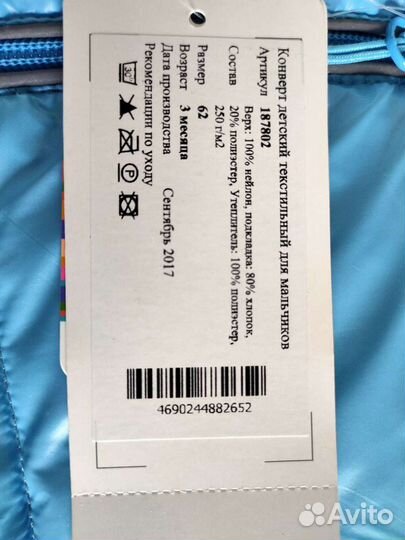 Конверт детский текстильный для мальчиков
Артикул 187802
Состав Верх: 100% нейлон, подкладка: 80% хлопок,
20% полиэстер, Утеплитель: 100% полиэстер,
250 г/м2
Размер 62
Возраст 3 месяца
Дата производства Сентябрь 2017
Рекомендации по уходу
30°
P
4690244882652
Avito